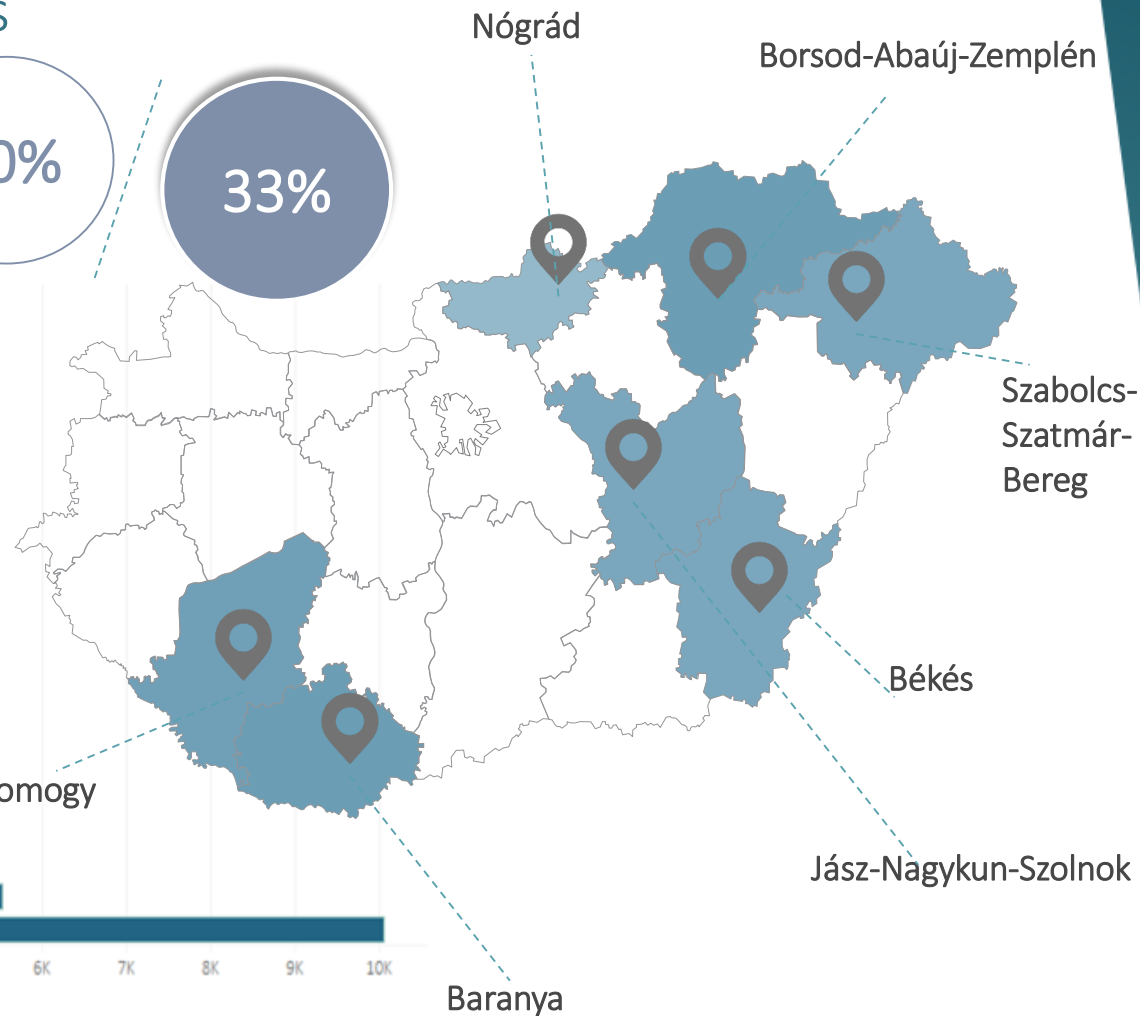 S
Nógrád
Borsod-Abaúj-Zemplén
0%
33%
Szabolcs-
Szatmár-
Bereg
Békés
omogy
Jász-Nagykun-Szolnok
6K 7K 8K 9K 10K
Baranya